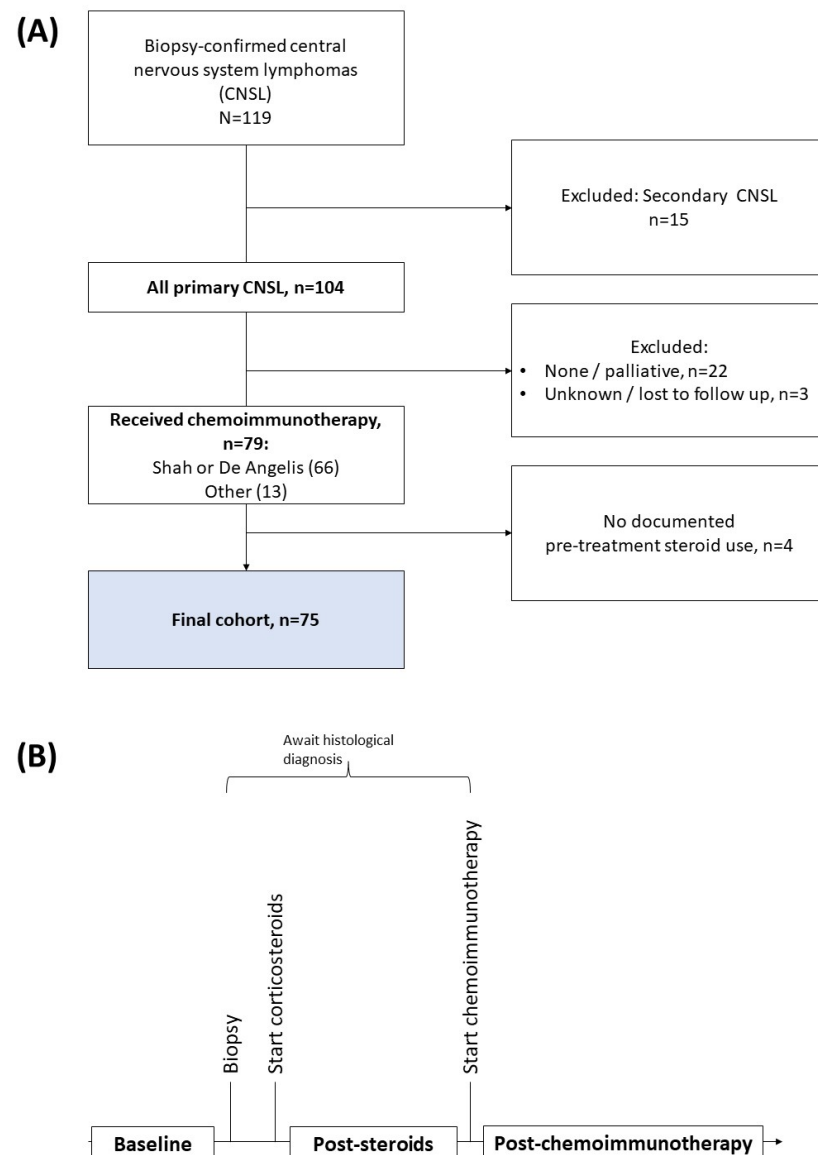 (A)
Biopsy-confirmed central
nervous system lymphomas
(CNSL)
N=119
Excluded: Secondary CNSL
n=15
All primary CNSL, n=104
Excluded:
• None / palliative, n=22
• Unknown / lost to follow up, n=3
Received chemoimmunotherapy,
n=79:
Shah or De Angelis (66)
Other (13)
No documented
pre-treatment steroid use, n=4
Final cohort, n=75
(B)
Await histological
diagnosis
Biopsy
Start corticosteroids
Start chemoimmunotherapy
Baseline
Post-steroids
Post-chemoimmunotherapy